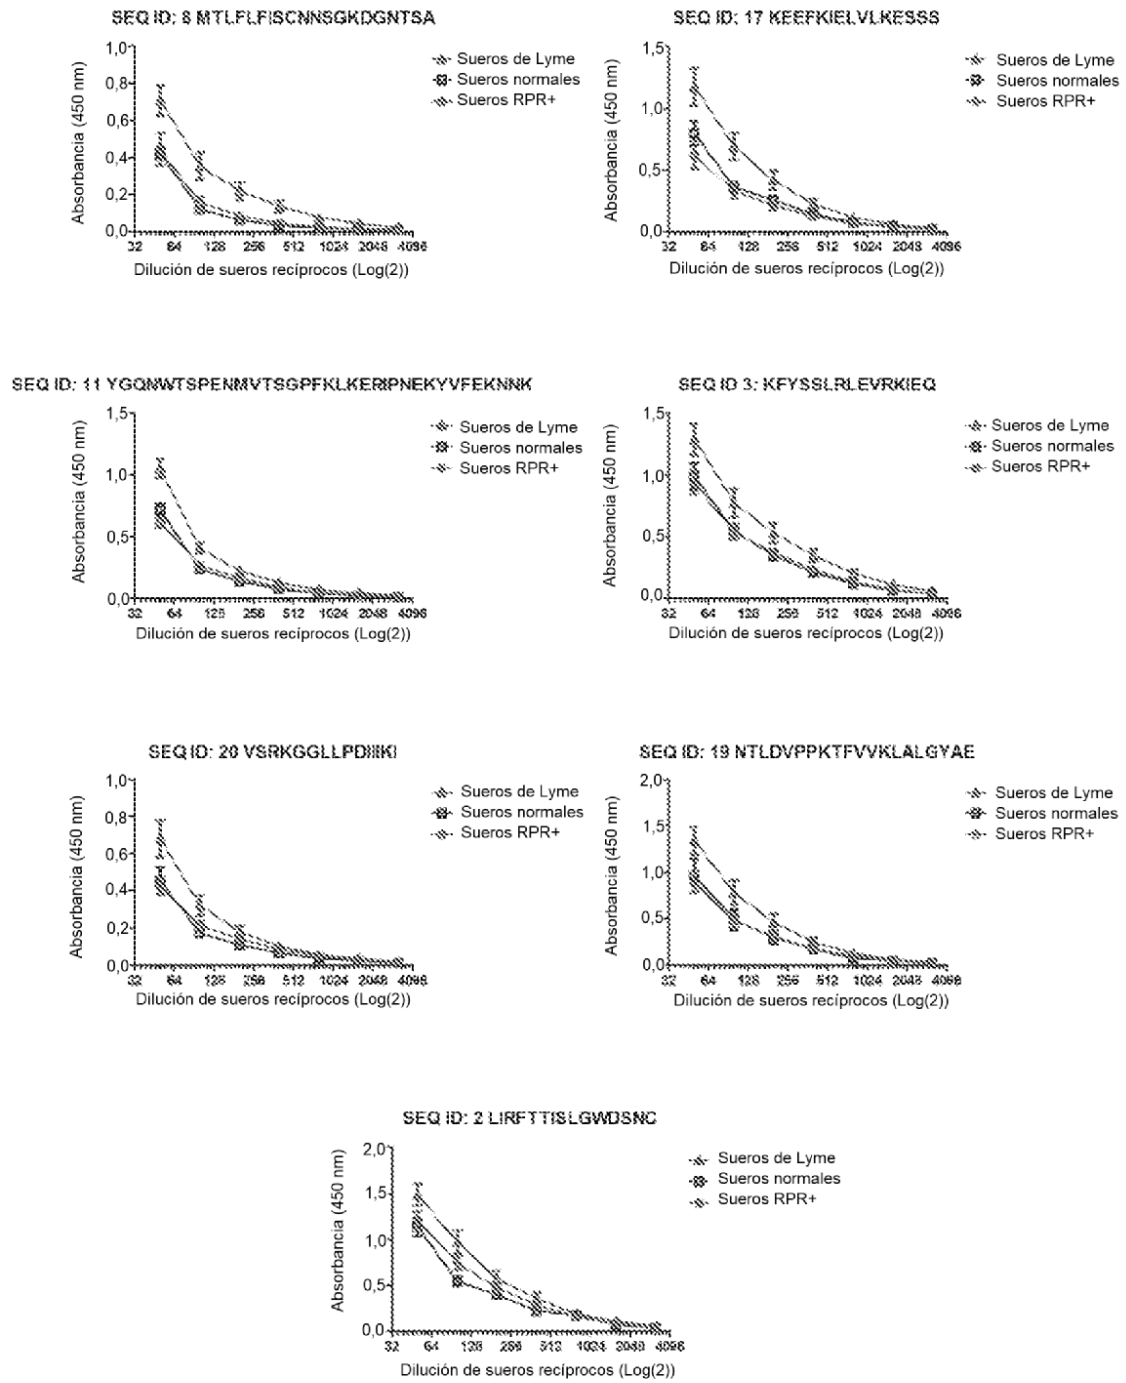 SEQ ID: 8 MTLFLFISCNNSGKDGNTSA
Absorbancia (450 nm)
1,0
0,8
0,6
0,4
0,2
0,0
32 64 128 256 512 1024 2048 4096
Dilución de sueros recíprocos (Log(2))
Sueros de Lyme
Sueros normales
Sueros RPR+
SEQ ID: 17 KEEFKIELVLKESSS
Absorbancia (450 nm)
1,5
1,0
0,5
0,0
32 64 128 256 512 1024 2048 4096
Dilución de sueros recíprocos (Log(2))
Sueros de Lyme
Sueros normales
Sueros RPR+
SEQ ID: 11 YGQNWTSPENMVTSGPFKLKERIPNEKYVFEKNNK
Absorbancia (450 nm)
1,5
1,0
0,5
0,0
32 64 128 256 512 1024 2048 4096
Dilución de sueros recíprocos (Log(2))
Sueros de Lyme
Sueros normales
Sueros RPR+
SEQ ID 3: KFYSSLRLEVRKIEQ
Absorbancia (450 nm)
1,5
1,0
0,5
0,0
32 64 128 256 512 1024 2048 4096
Dilución de sueros recíprocos (Log(2))
Sueros de Lyme
Sueros normales
Sueros RPR+
SEQ ID: 20 VSRKGGLLPDIIIKI
Absorbancia (450 nm)
1,0
0,8
0,6
0,4
0,2
0,0
32 64 128 256 512 1024 2048 4096
Dilución de sueros recíprocos (Log(2))
Sueros de Lyme
Sueros normales
Sueros RPR+
SEQ ID: 19 NTLDVPPKTFVVKLALGYAE
Absorbancia (450 nm)
2,0
1,5
1,0
0,5
0,0
32 64 128 256 512 1024 2048 4096
Dilución de sueros recíprocos (Log(2))
Sueros de Lyme
Sueros normales
Sueros RPR+
SEQ ID: 2 LIRFTTISLGWDSNC
Absorbancia (450 nm)
2,0
1,5
1,0
0,5
0,0
32 64 128 256 512 1024 2048 4096
Dilución de sueros recíprocos (Log(2))
Sueros de Lyme
Sueros normales
Sueros RPR+